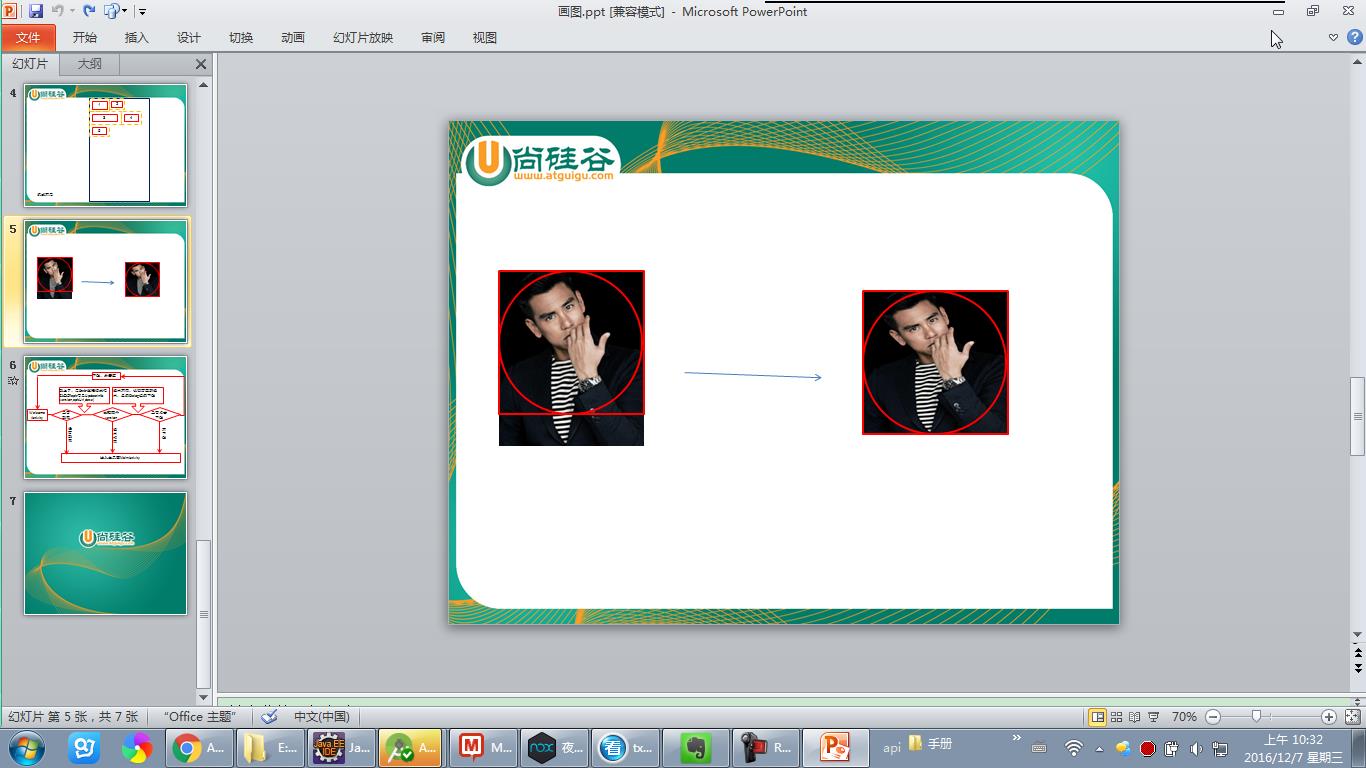 画图.ppt [兼容模式] - Microsoft PowerPoint
文件 开始 插入 设计 切换 动画 幻灯片放映 审阅 视图
幻灯片 大纲
4
5
6
7
尚硅谷
www.atguigu.com
幻灯片 第 5 张，共 7 张 “Office 主题” 中文(中国) 70%
A... E:... Ja... A... M... 夜... tx... R... api 手册
上午 10:32
2016/12/7 星期三